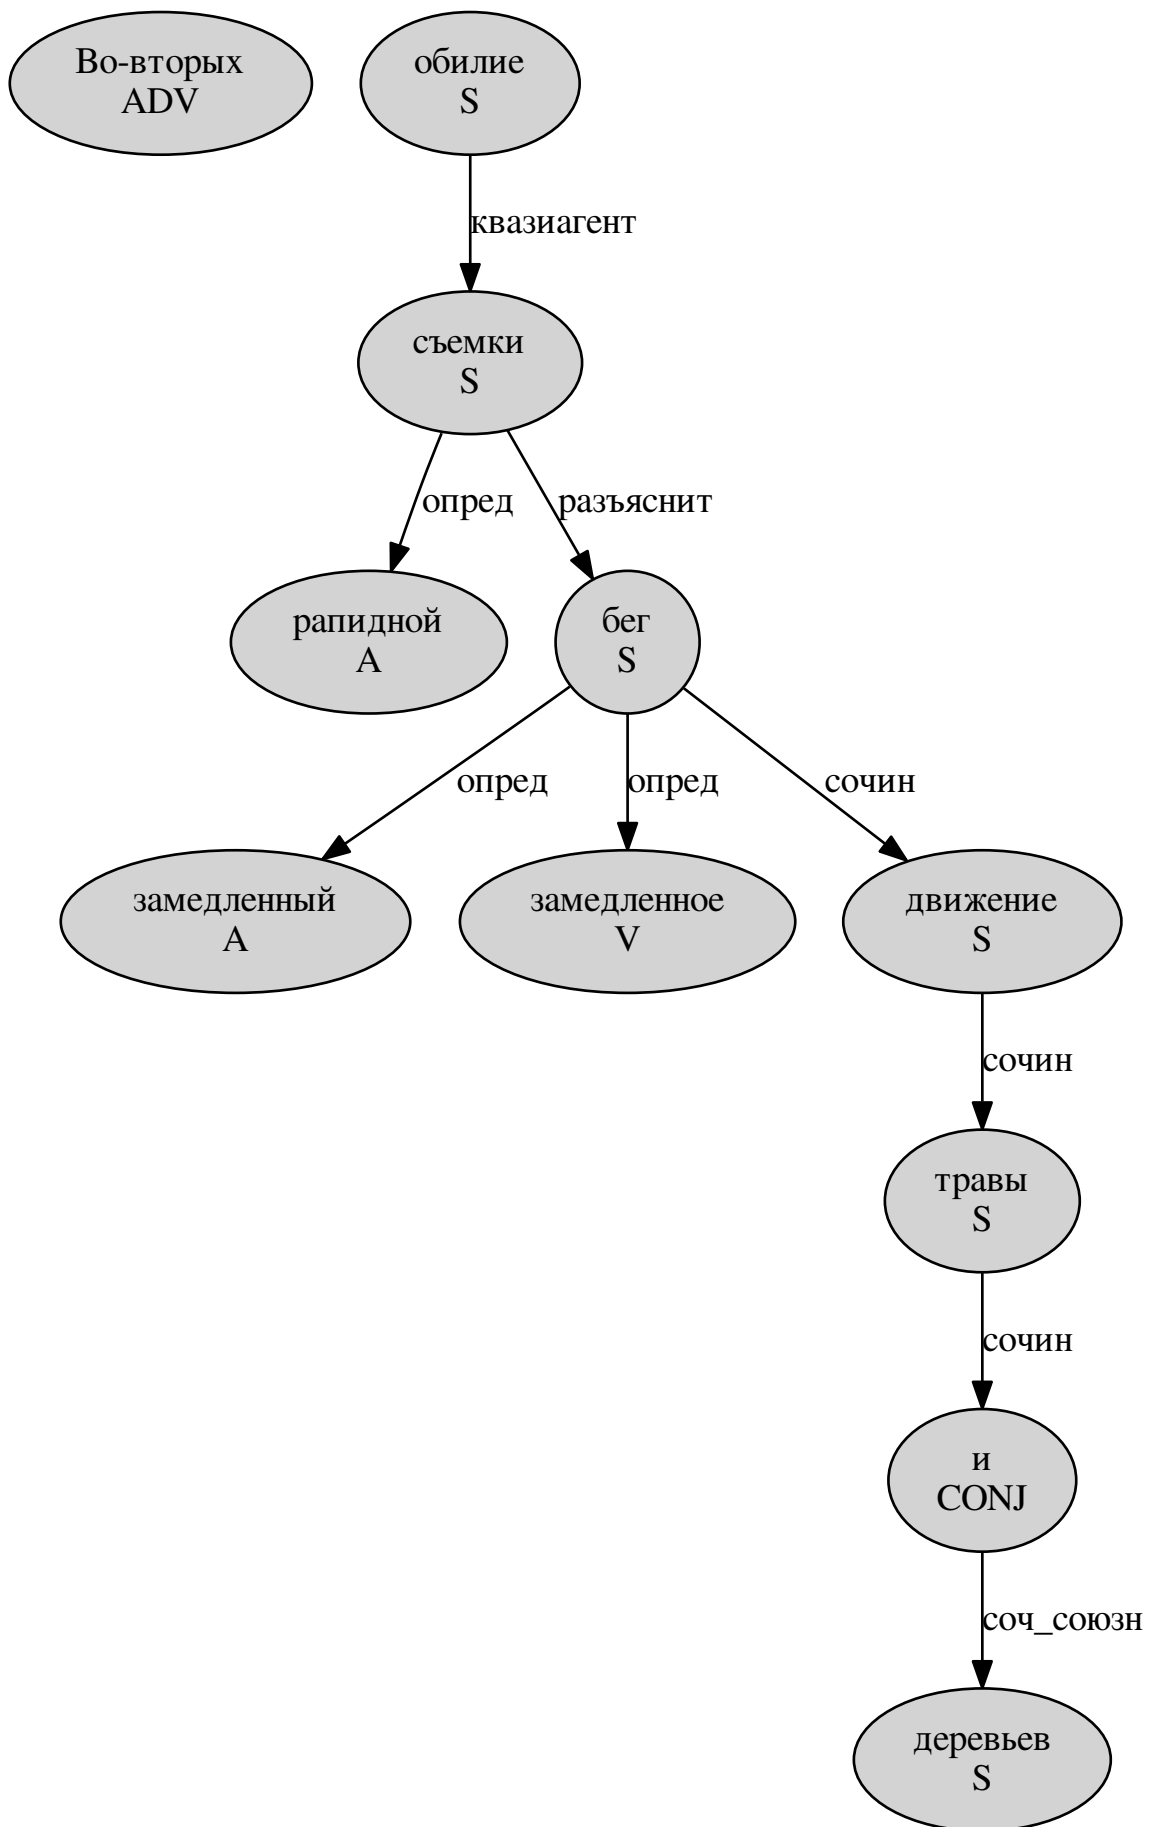 Во-вторых
ADV
обилие
S
квазиагент
съемки
S
опред
разъяснит
рапидной
A
бег
S
опред
опред
сочин
замедленный
A
замедленное
V
движение
S
сочин
травы
S
сочин
и
CONJ
соч_союзн
деревьев
S